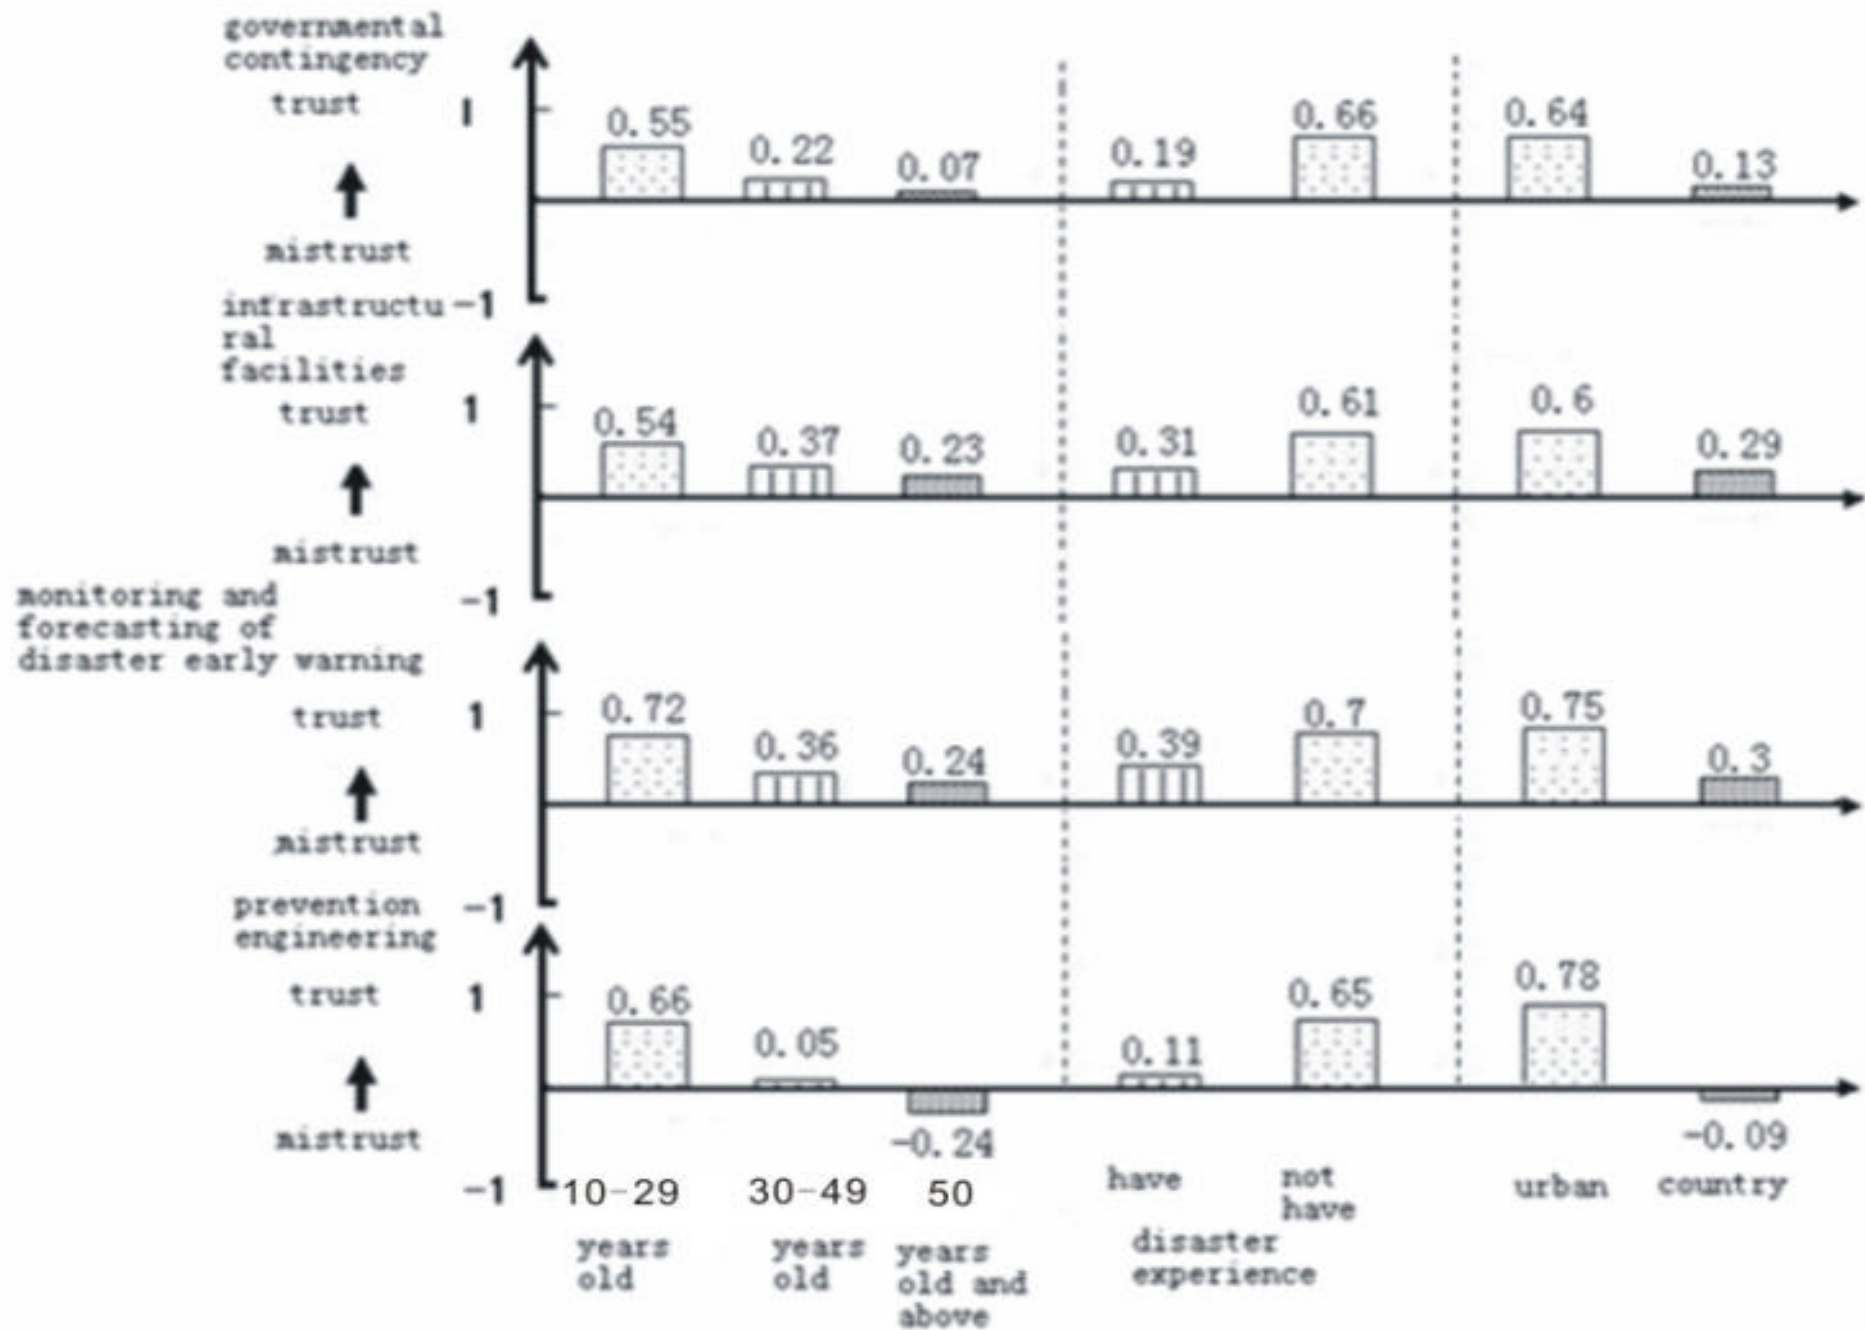 governmental
contingency
trust
1
0.55
0.22
0.07
0.19
0.66
0.64
0.13
mistrust
-1
infrastructu
ral
facilities
trust
1
0.54
0.37
0.23
0.31
0.61
0.6
0.29
mistrust
-1
monitoring and
forecasting of
disaster early warning
trust
1
0.72
0.36
0.24
0.39
0.7
0.75
0.3
mistrust
-1
prevention
engineering
trust
1
0.66
0.05
-0.24
0.11
0.65
0.78
-0.09
mistrust
-1
10-29
years
old
30-49
years
old
50
years
old and
above
have
not
have
disaster
experience
urban
country